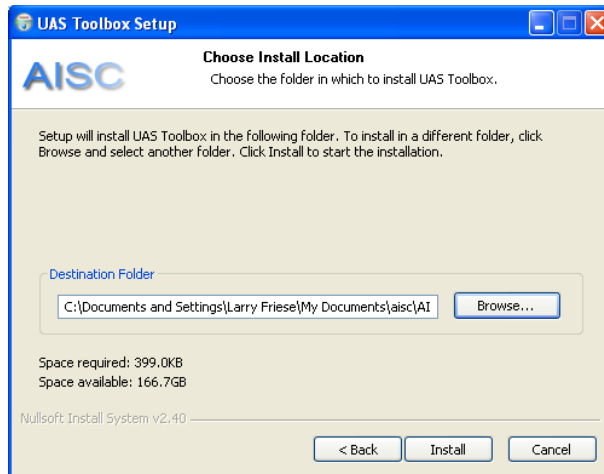 UAS Toolbox Setup
AISC
Choose Install Location
Choose the folder in which to install UAS Toolbox.
Setup will install UAS Toolbox in the following folder. To install in a different folder, click
Browse and select another folder. Click Install to start the installation.
Destination Folder
C:\Documents and Settings\Larry Friese\My Documents\aisc\AI
Browse...
Space required: 399.0KB
Space available: 166.7GB
Nullsoft Install System v2.40
< Back Install Cancel